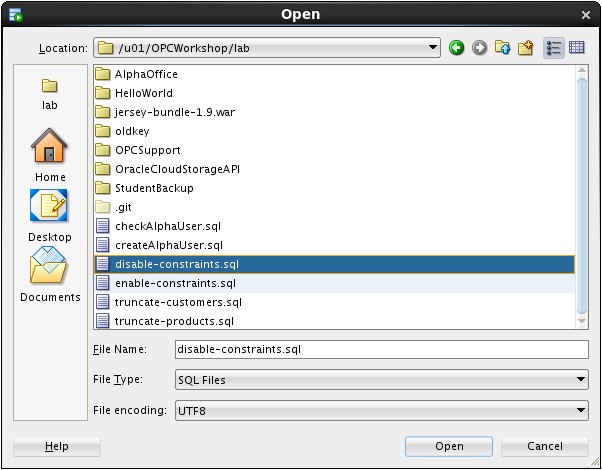 Open
Location: /u01/OPCWorkshop/lab
lab
Home
Desktop
Documents
AlphaOffice
HelloWorld
jersey-bundle-1.9.war
oldkey
OPCSupport
OracleCloudStorageAPI
StudentBackup
.git
checkAlphaUser.sql
createAlphaUser.sql
disable-constraints.sql
enable-constraints.sql
truncate-customers.sql
truncate-products.sql
File Name: disable-constraints.sql
File Type: SQL Files
File encoding: UTF8
Help Open Cancel